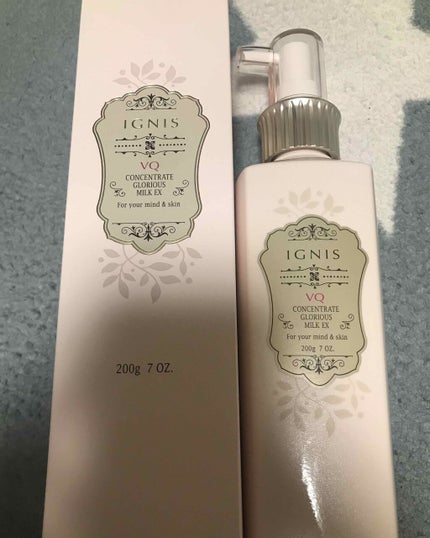 IGNIS
VQ
CONCENTRATE
GLORIOUS
MILK EX
For your mind & skin
200g 7 OZ.
IGNIS
VQ
CONCENTRATE
GLORIOUS
MILK EX
For your mind & skin
200g 7 OZ.